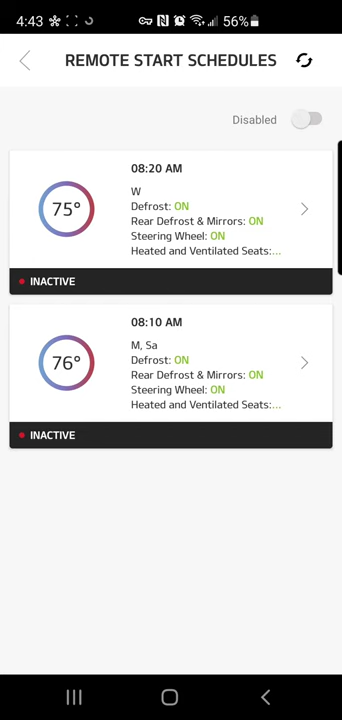 4:43 56%
REMOTE START SCHEDULES
Disabled
08:20 AM
75°
W
Defrost: ON
Rear Defrost & Mirrors: ON
Steering Wheel: ON
Heated and Ventilated Seats:...
INACTIVE
08:10 AM
76°
M, Sa
Defrost: ON
Rear Defrost & Mirrors: ON
Steering Wheel: ON
Heated and Ventilated Seats:...
INACTIVE